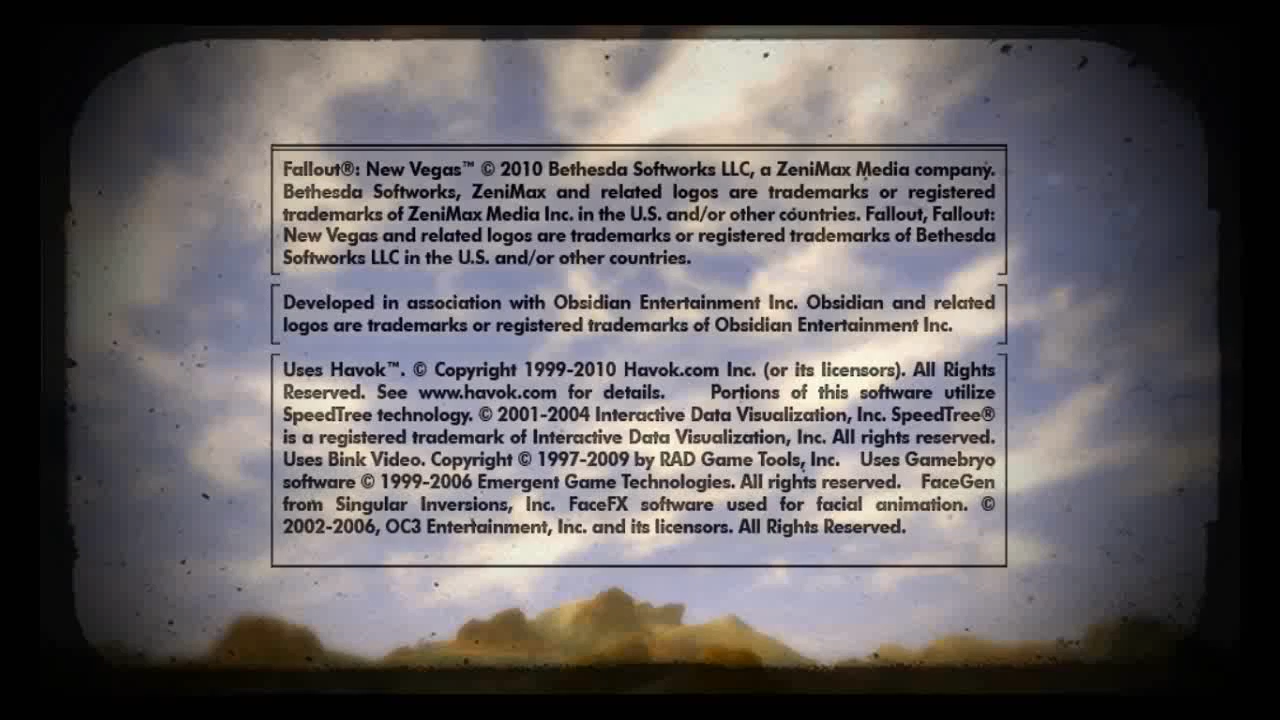 Fallout®: New Vegas™ © 2010 Bethesda Softworks LLC, a ZeniMax Media company.
Bethesda Softworks, ZeniMax and related logos are trademarks or registered
trademarks of ZeniMax Media Inc. in the U.S. and/or other countries. Fallout, Fallout:
New Vegas and related logos are trademarks or registered trademarks of Bethesda
Softworks LLC in the U.S. and/or other countries.
Developed in association with Obsidian Entertainment Inc. Obsidian and related
logos are trademarks or registered trademarks of Obsidian Entertainment Inc.
Uses Havok™. © Copyright 1999-2010 Havok.com Inc. (or its licensors). All Rights
Reserved. See www.havok.com for details. Portions of this software utilize
SpeedTree technology. © 2001-2004 Interactive Data Visualization, Inc. SpeedTree®
is a registered trademark of Interactive Data Visualization, Inc. All rights reserved.
Uses Bink Video. Copyright © 1997-2009 by RAD Game Tools, Inc. Uses Gamebryo
software © 1999-2006 Emergent Game Technologies. All rights reserved. FaceGen
from Singular Inversions, Inc. FaceFX software used for facial animation. ©
2002-2006, OC3 Entertainment, Inc. and its licensors. All Rights Reserved.